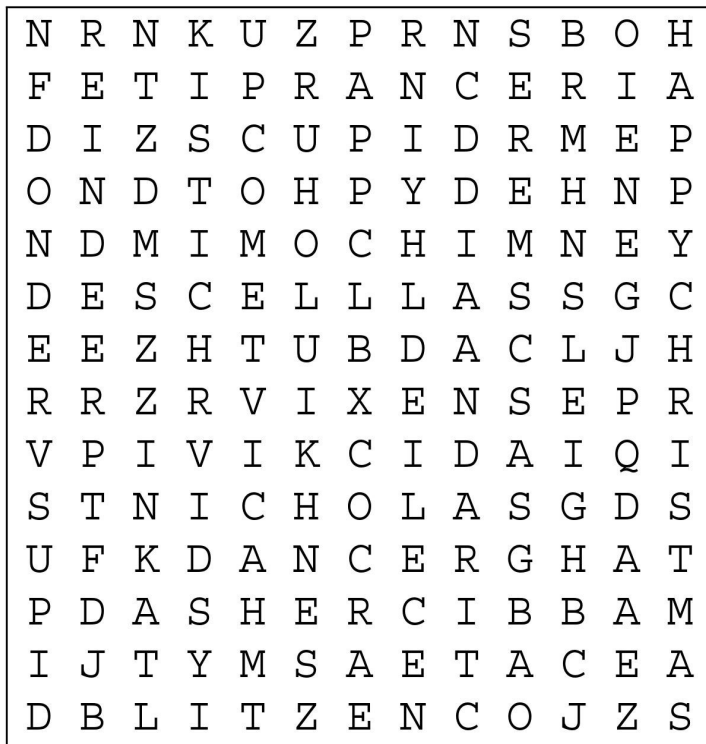 N R N K U Z P R N S B O H
F E T I P R A N C E R I A
D I Z S C U P I D R M E P
O N D T O H P Y D E H N P
N D M I M O C H I M N E Y
D E S C E L L L A S S G C
E E Z H T U B D A C L J H
R R Z R V I X E N S E P R
V P I V I K C I D A I Q I
S T N I C H O L A S G D S
U F K D A N C E R G H A T
P D A S H E R C I B B A M
I J T Y M S A E T A C E A
D B L I T Z E N C O J Z S